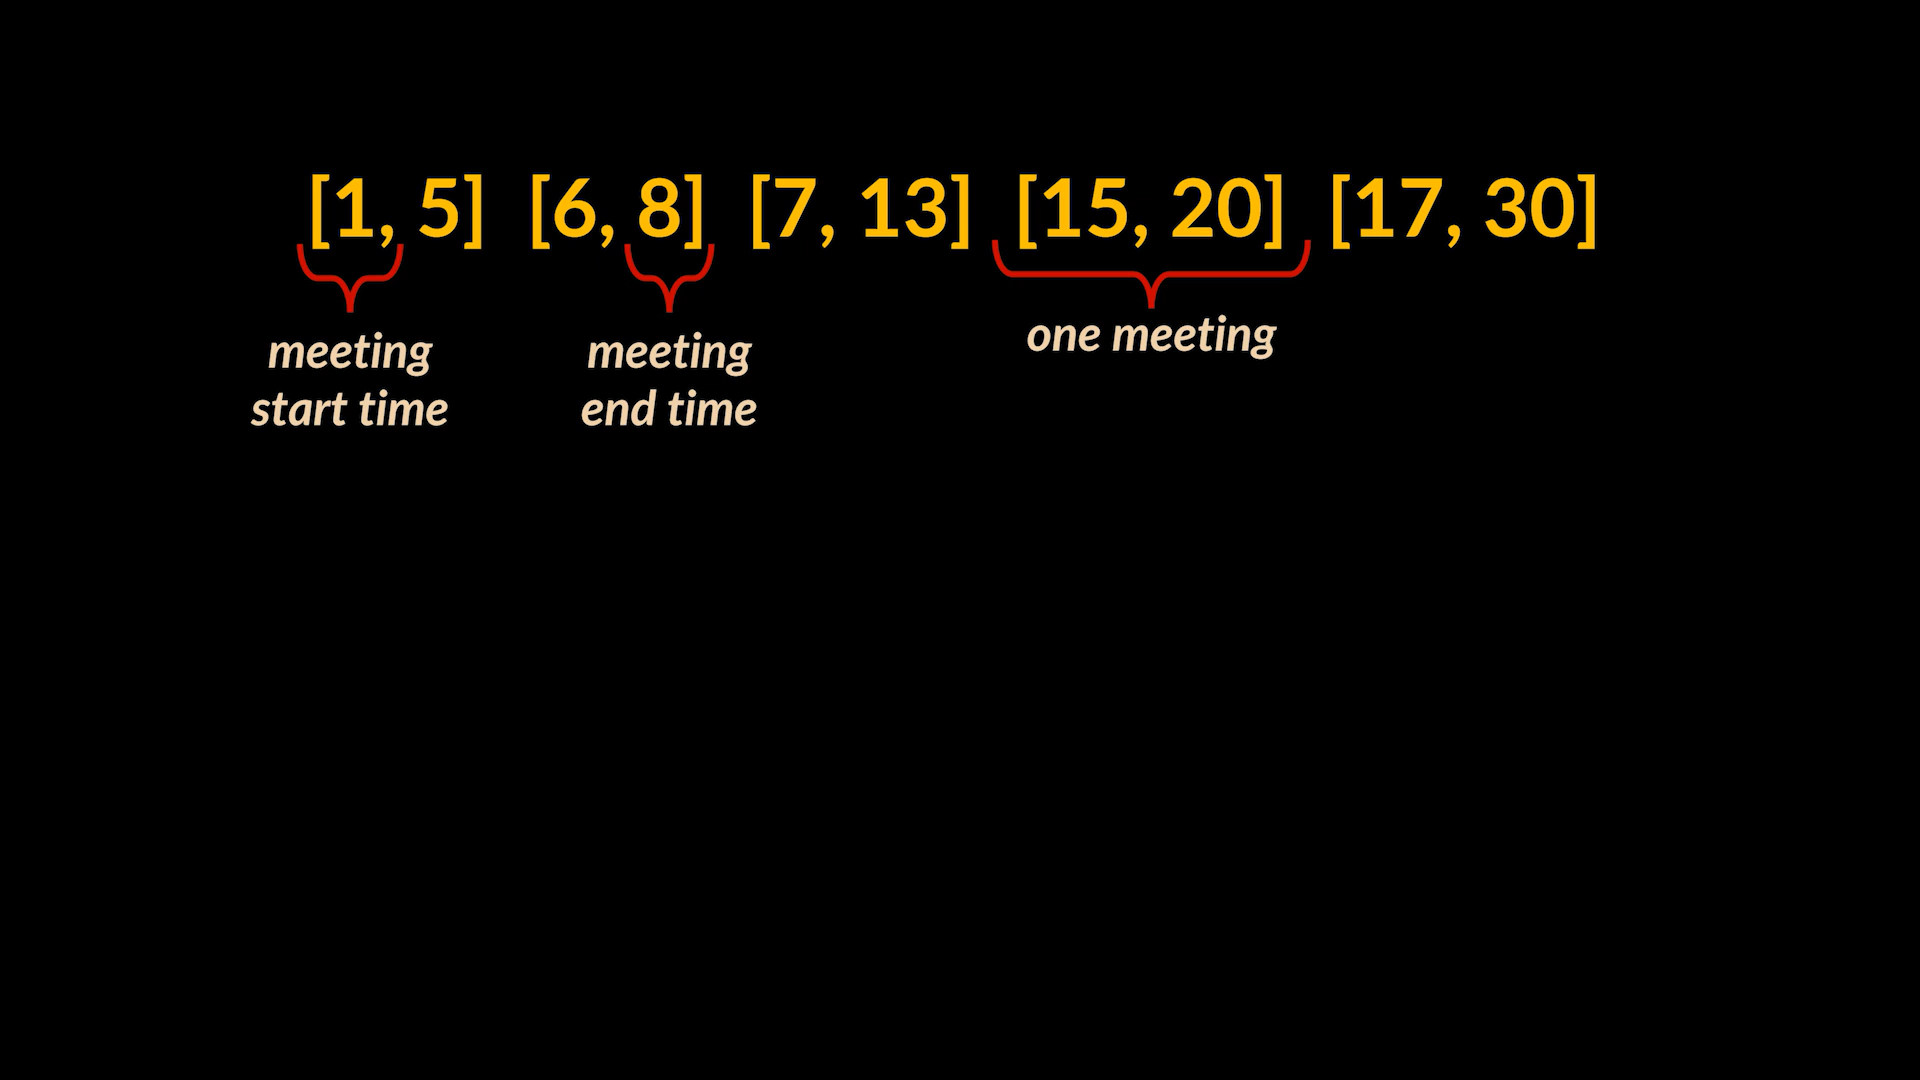 [1, 5] [6, 8] [7, 13] [15, 20] [17, 30]
meeting
start time
meeting
end time
one meeting